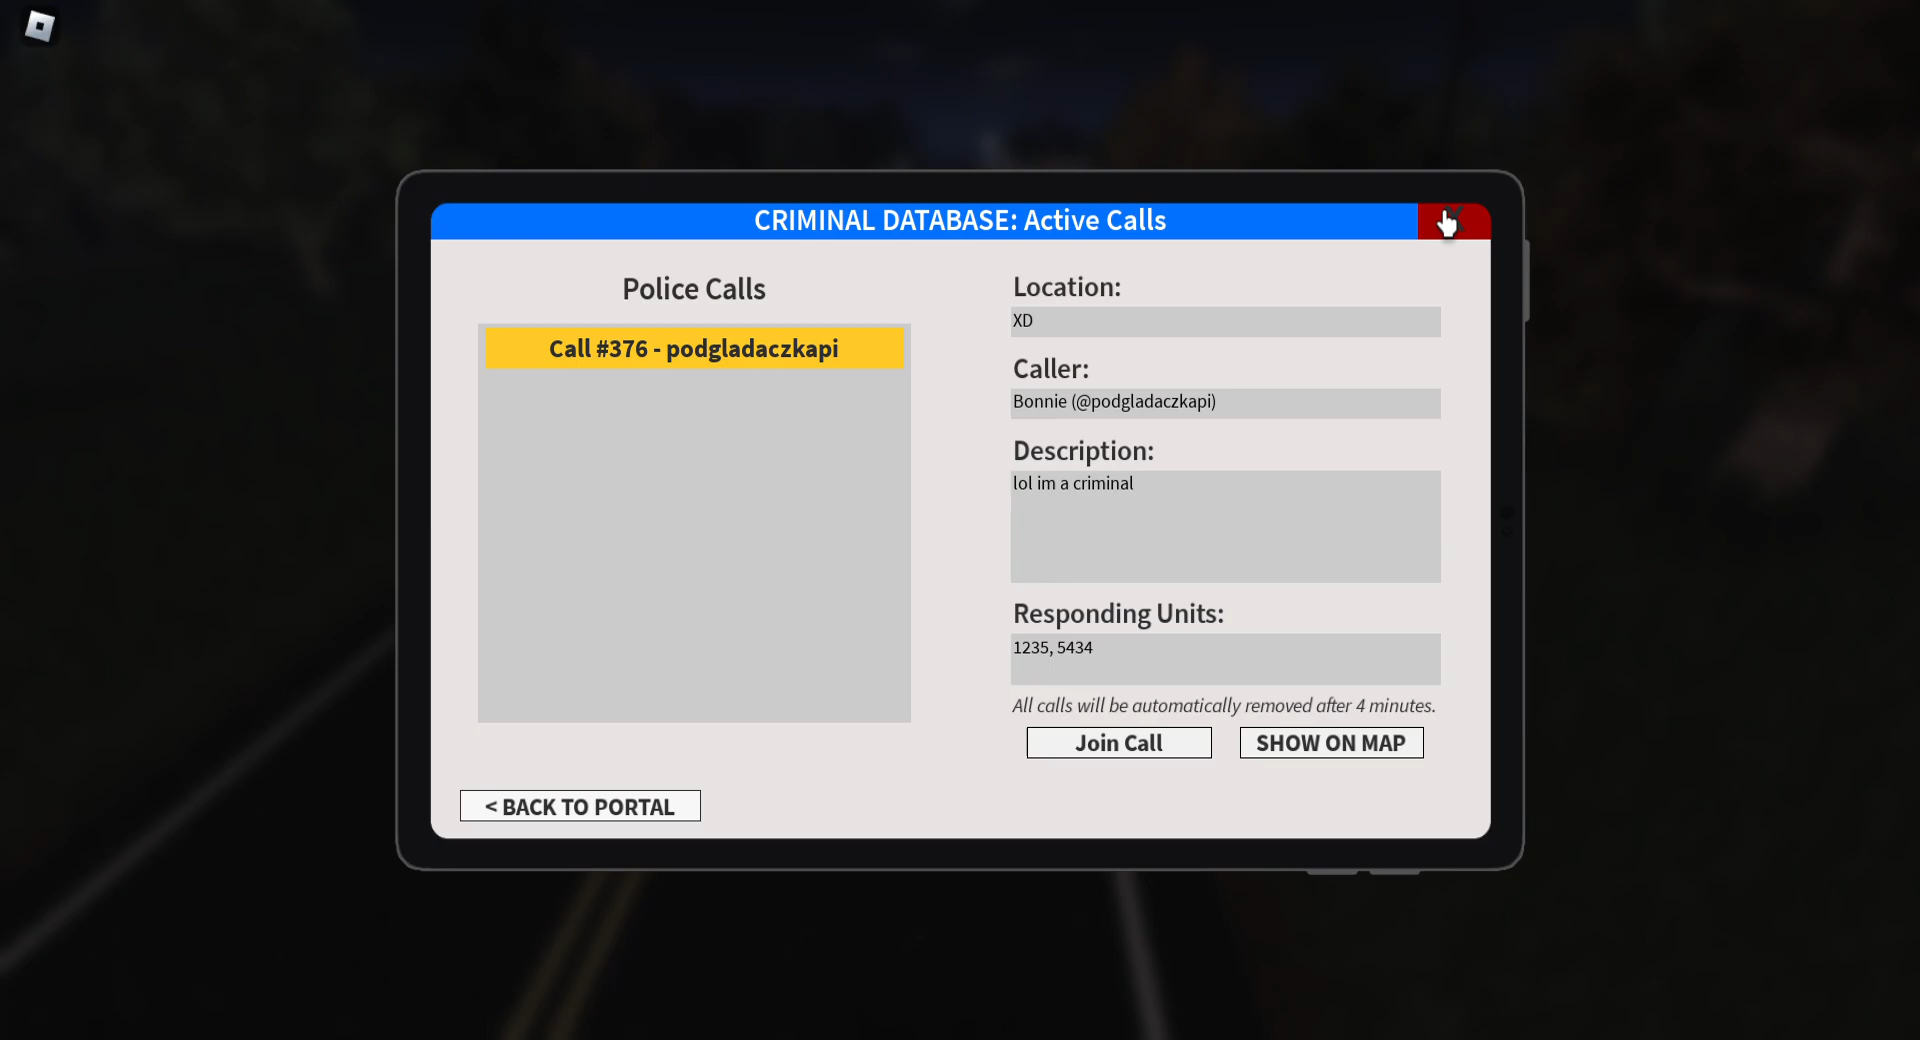 CRIMINAL DATABASE: Active Calls
Police Calls
Call #376 - podgladaczkapi
Location:
XD
Caller:
Bonnie (@podgladaczkapi)
Description:
lol im a criminal
Responding Units:
1235, 5434
All calls will be automatically removed after 4 minutes.
Join Call
SHOW ON MAP
< BACK TO PORTAL